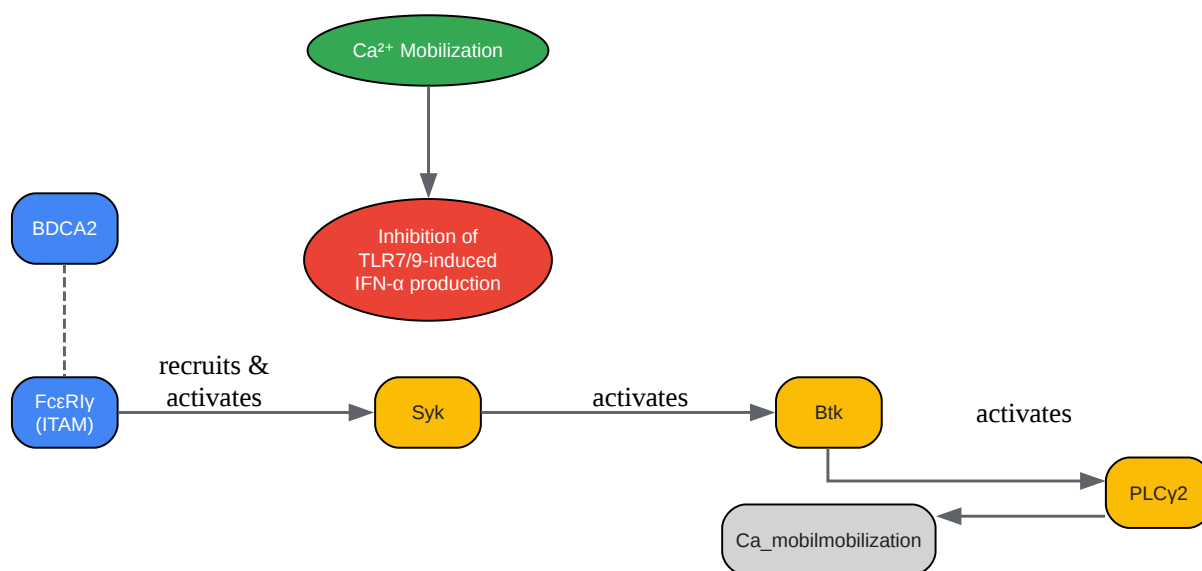 Ca²⁺ Mobilization
BDCA2
Inhibition of
TLR7/9-induced
IFN-α production
recruits &
activates
FcεRIγ
(ITAM)
Syk
activates
Btk
activates
PLCγ2
Ca_mobilmobilization